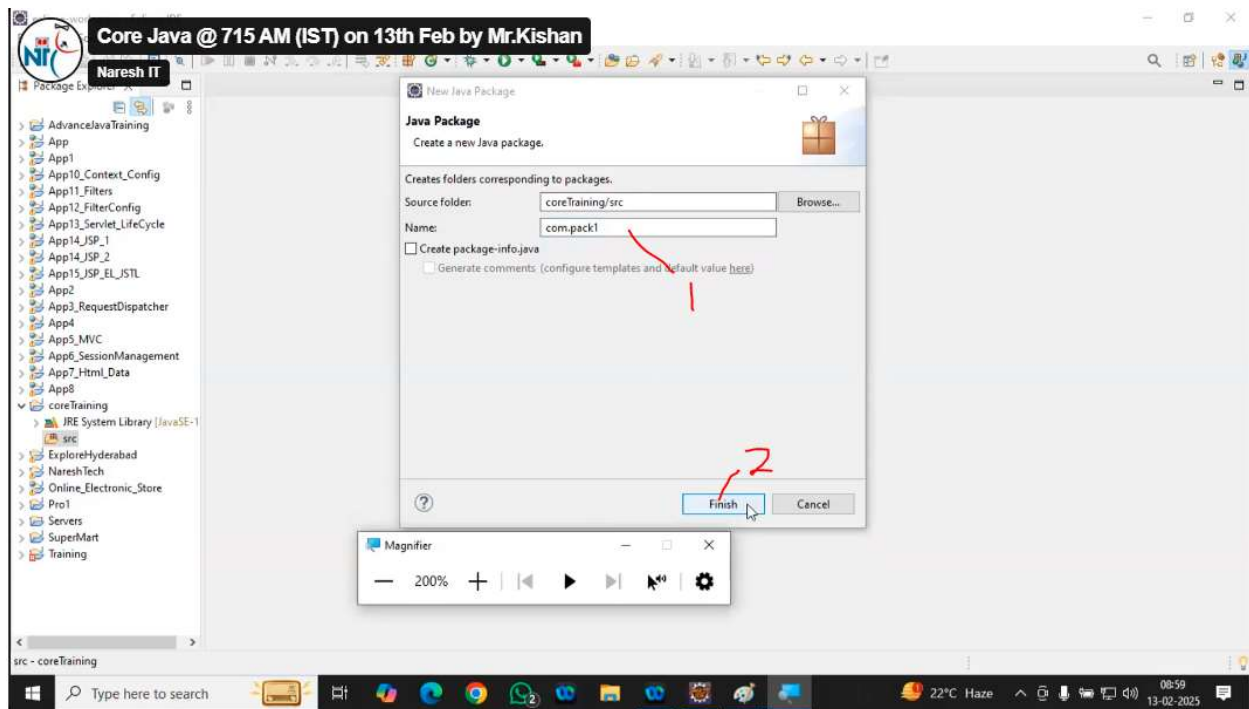 Core Java @ 715 AM (IST) on 13th Feb by Mr.Kishan
Naresh IT
Package Exp
New Java Package
AdvanceJavaTraining
App
App1
App10_Context_Config
App11_Filters
App12_FilterConfig
App13_Servlet_LifeCycle
App14_JSP_1
App14_JSP_2
App15_JSP_EL_JSTL
App2
App3_RequestDispatcher
App4
App5_MVC
App6_SessionManagement
App7_Html_Data
App8
coreTraining
JRE System Library [JavaSE-1
src
ExploreHyderabad
NareshTech
Online_Electronic_Store
Pro1
Servers
SuperMart
Training
Java Package
Create a new Java package.
Creates folders corresponding to packages.
Source folder: coreTraining/src Browse...
Name: com.pack1
Create package-info.java
Generate comments (configure templates and default value here)
1
2
Finish Cancel
Magnifier
200%
src - coreTraining
Type here to search
2
22°C Haze
08:59
13-02-2025